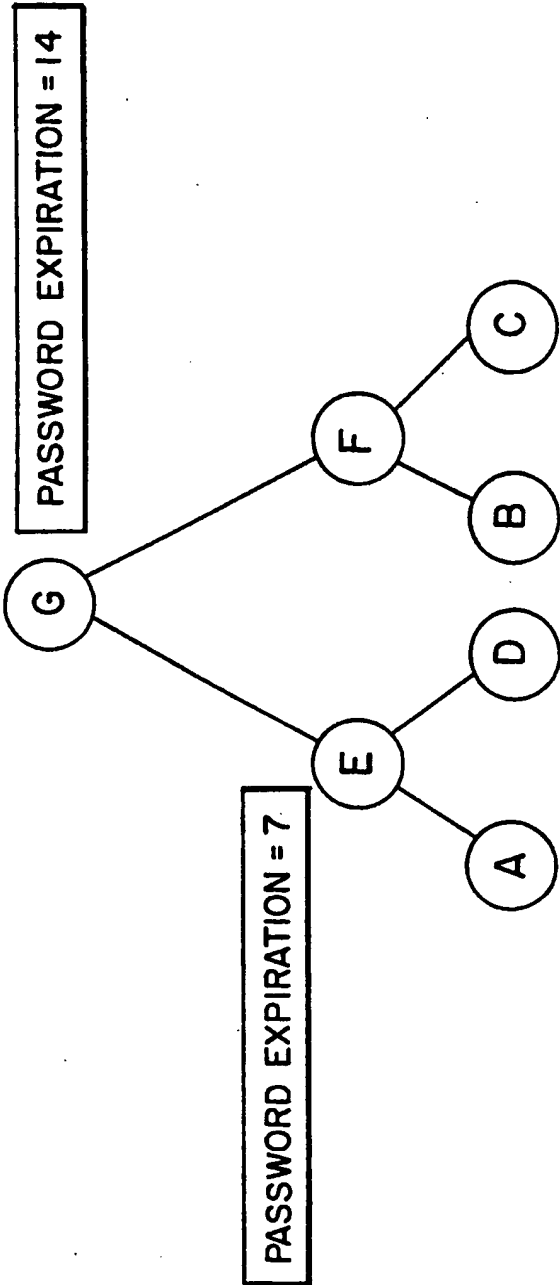 PASSWORD EXPIRATION = 14
G
PASSWORD EXPIRATION = 7
E
F
A
D
B
C